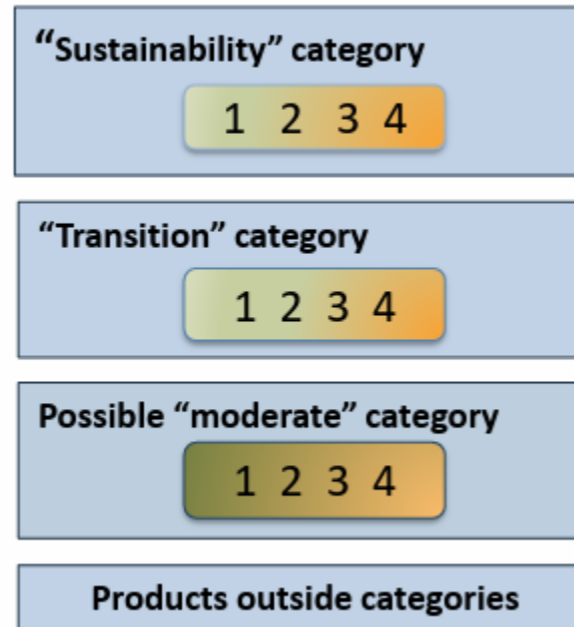 “Sustainability” category
1 2 3 4
“Transition” category
1 2 3 4
Possible “moderate” category
1 2 3 4
Products outside categories